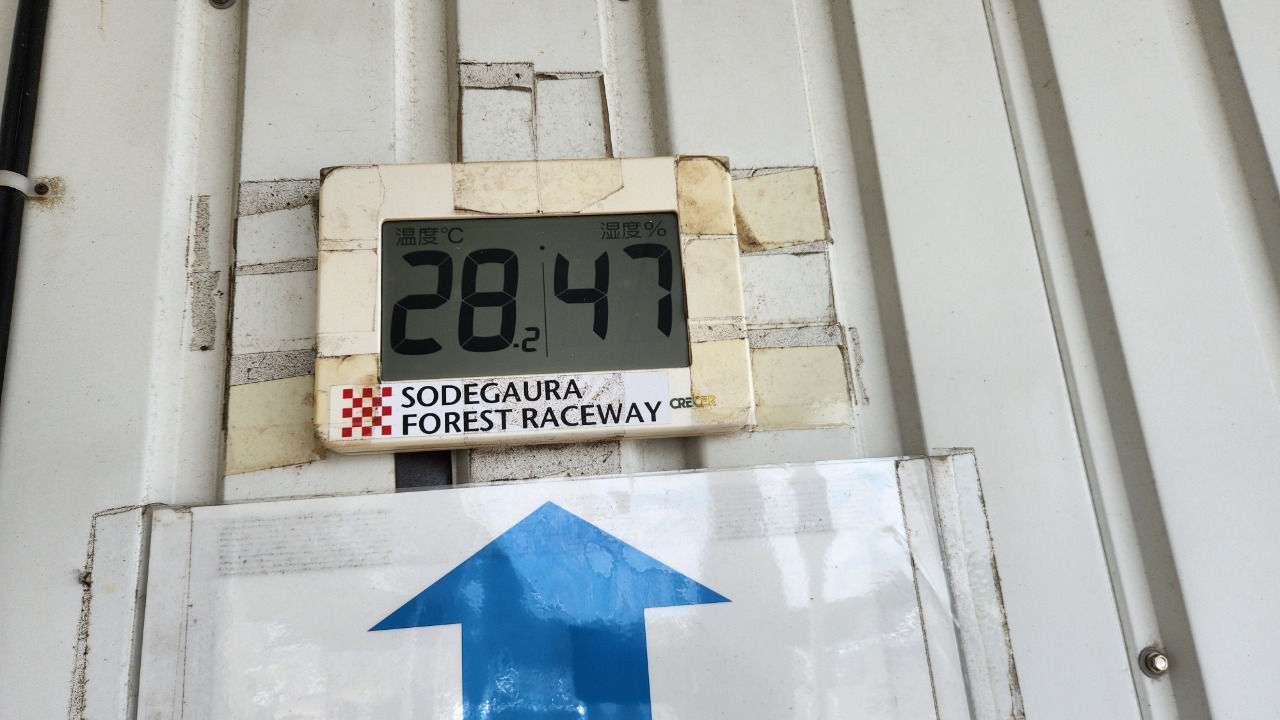 温度℃ 湿度%
28.2 47
SODEGAURA
FOREST RACEWAY
CRECER